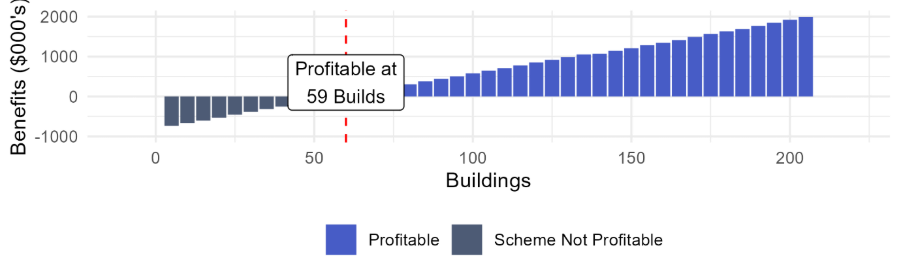 Benefits ($000's)
2000
1000
0
-1000
Profitable at
59 Builds
0 50 100 150 200
Buildings
Profitable Scheme Not Profitable